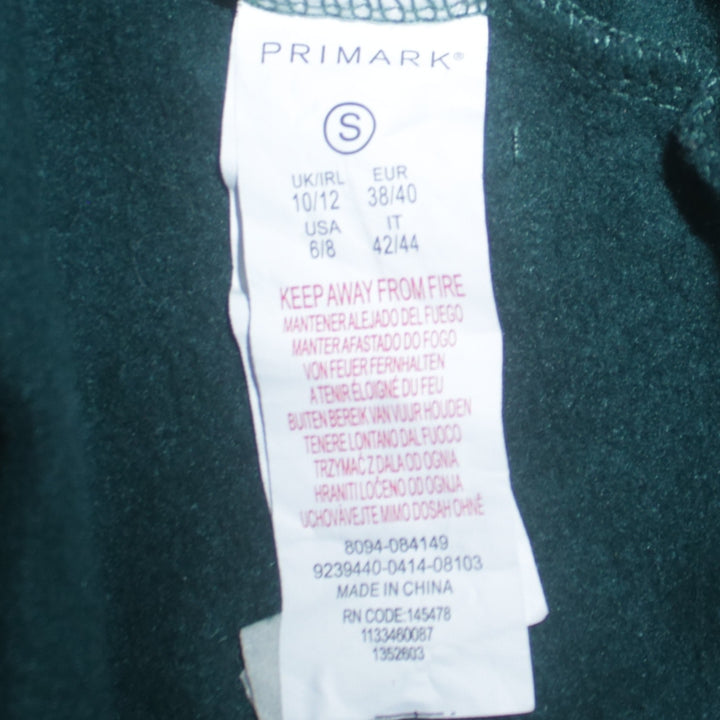 PRIMARK®
S
UK/IRL EUR
10/12 38/40
USA IT
6/8 42/44
KEEP AWAY FROM FIRE
MANTENER ALEJADO DEL FUEGO
MANTER AFASTADO DO FOGO
VON FEUER FERNHALTEN
A TENIR ÉLOIGNÉ DU FEU
BUITEN BEREIK VAN VUUR HOUDEN
TENERE LONTANO DAL FUOCO
TRZYMAĆ Z DALA OD OGNIA
HRANITI LOČENO OD OGNJA
UCHOVÁVEJTE MIMO DOSAH OHNĚ
8094-084149
9239440-0414-08103
MADE IN CHINA
RN CODE:145478
1133460087
1352603